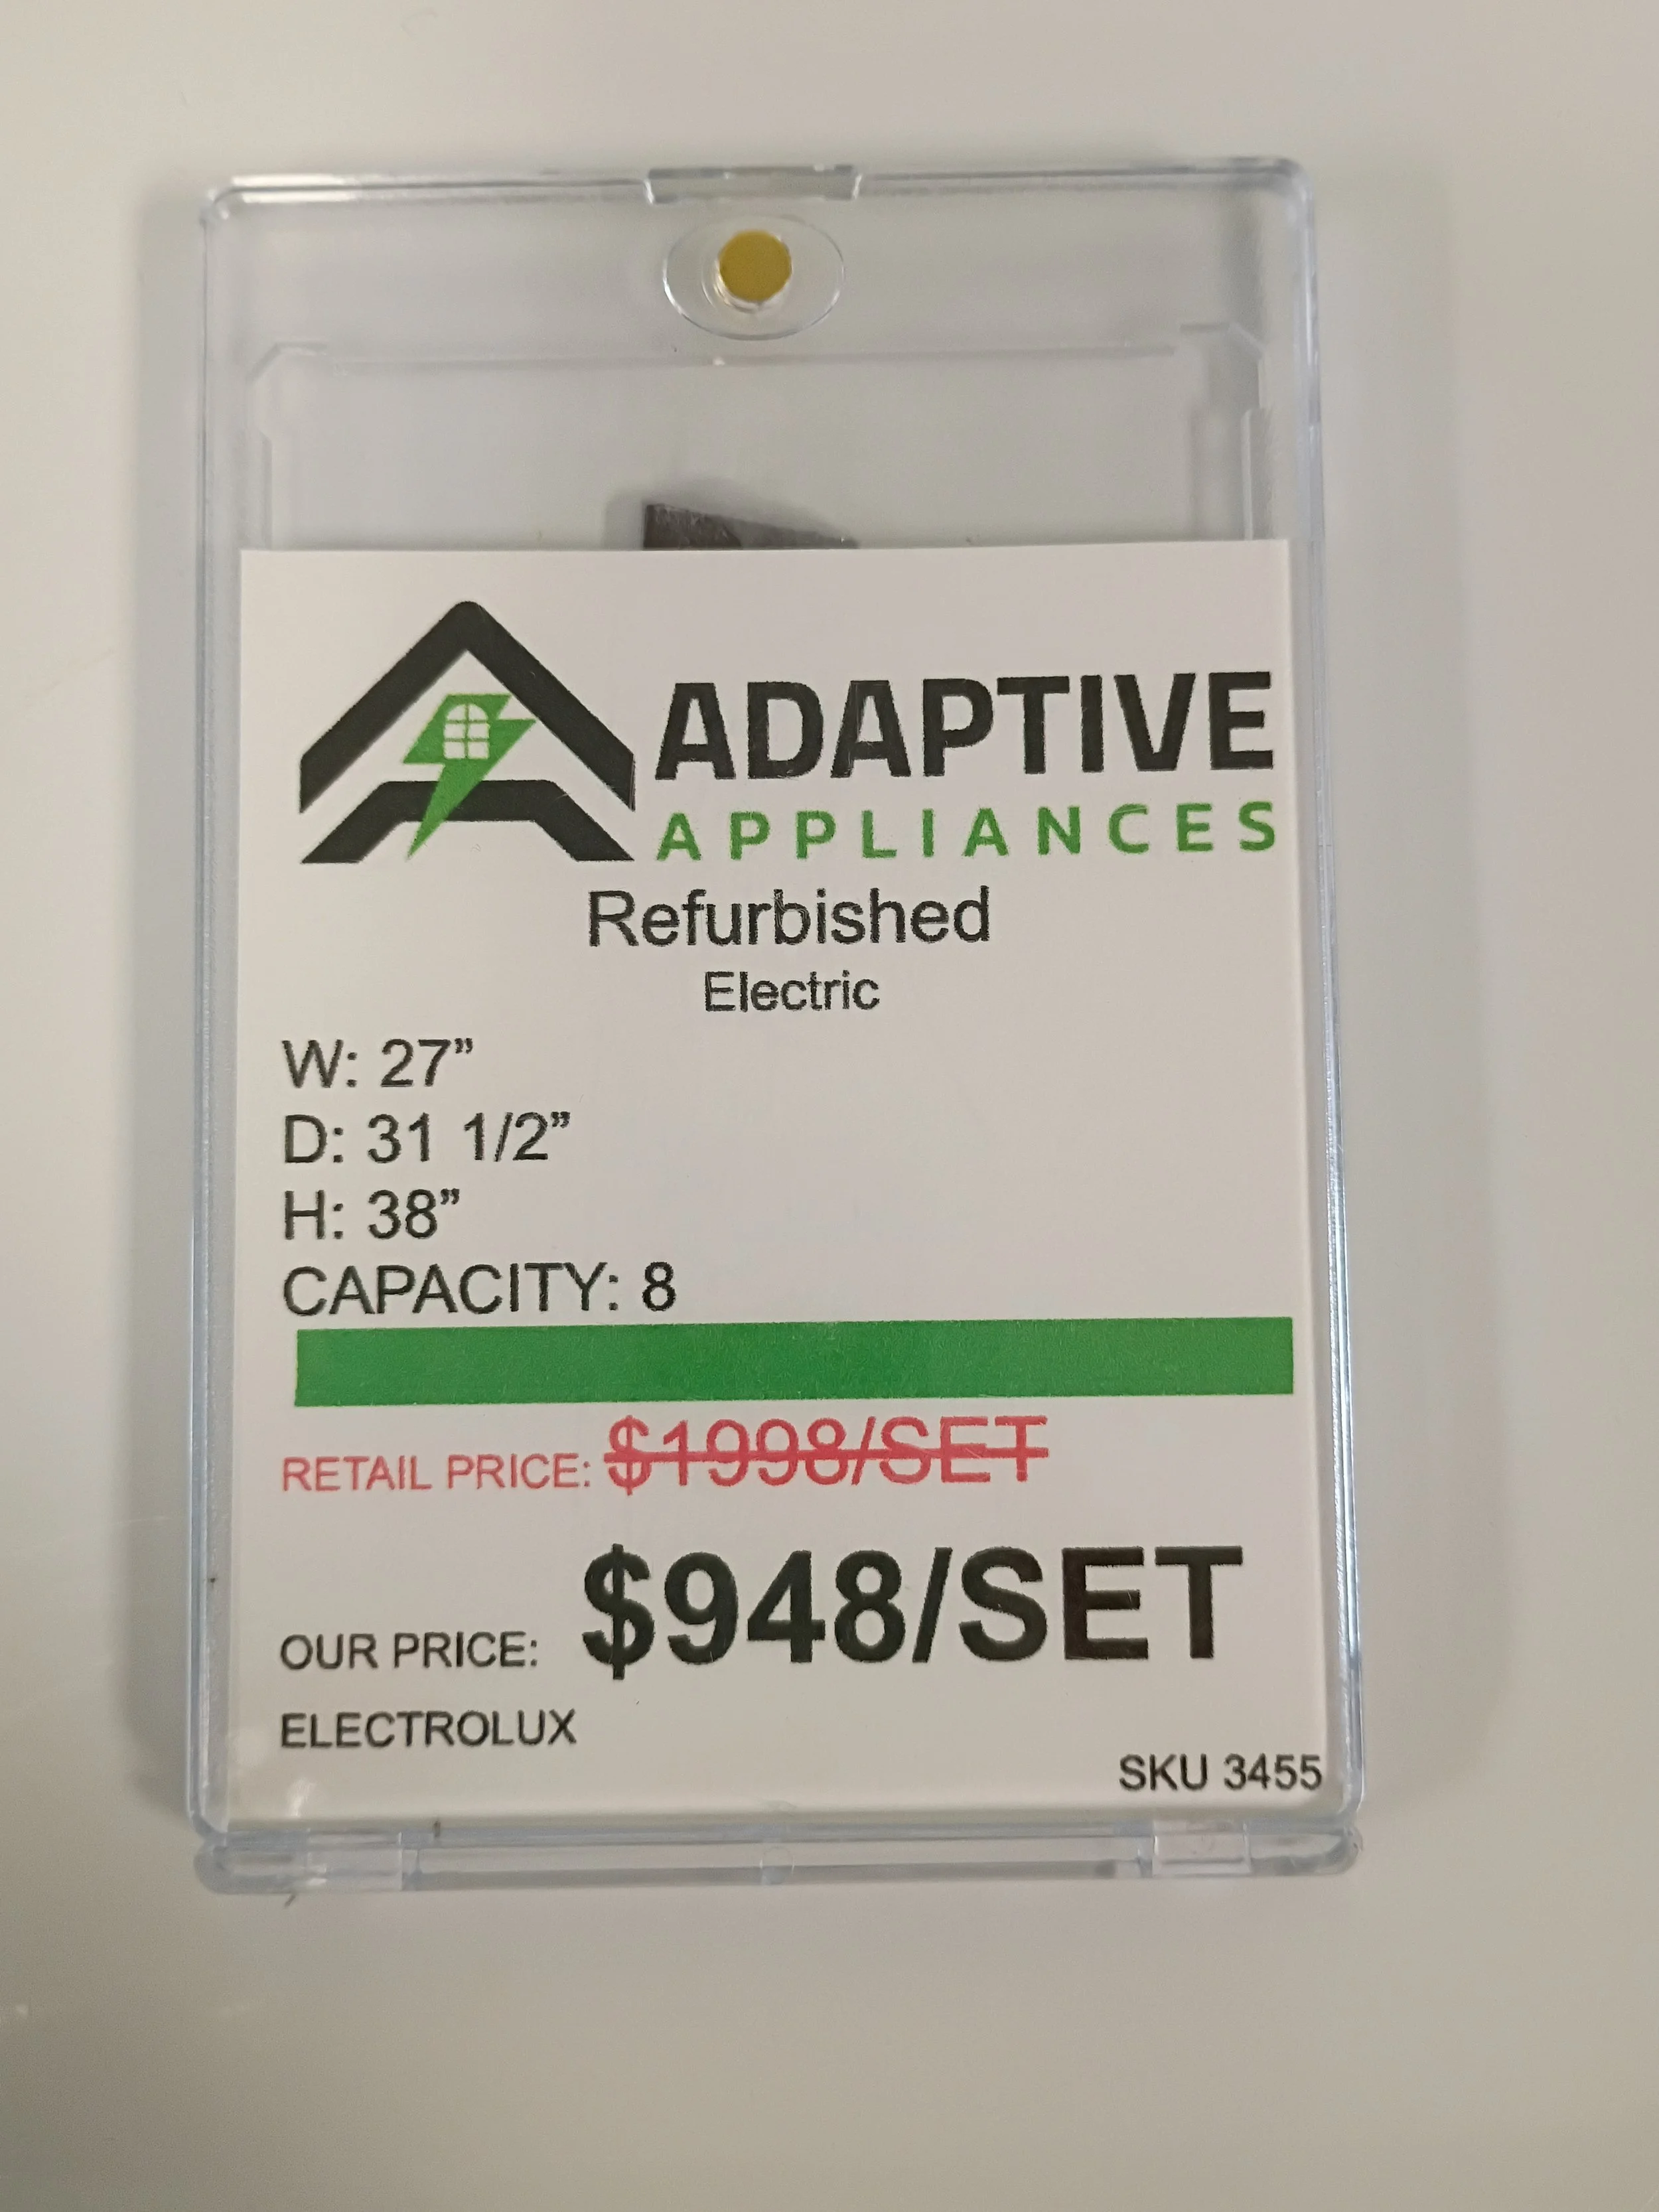 ADAPTIVE
APPLIANCES
Refurbished
Electric
W: 27”
D: 31 1/2”
H: 38”
CAPACITY: 8
RETAIL PRICE: $1998/SET
OUR PRICE: $948/SET
ELECTROLUX
SKU 3455